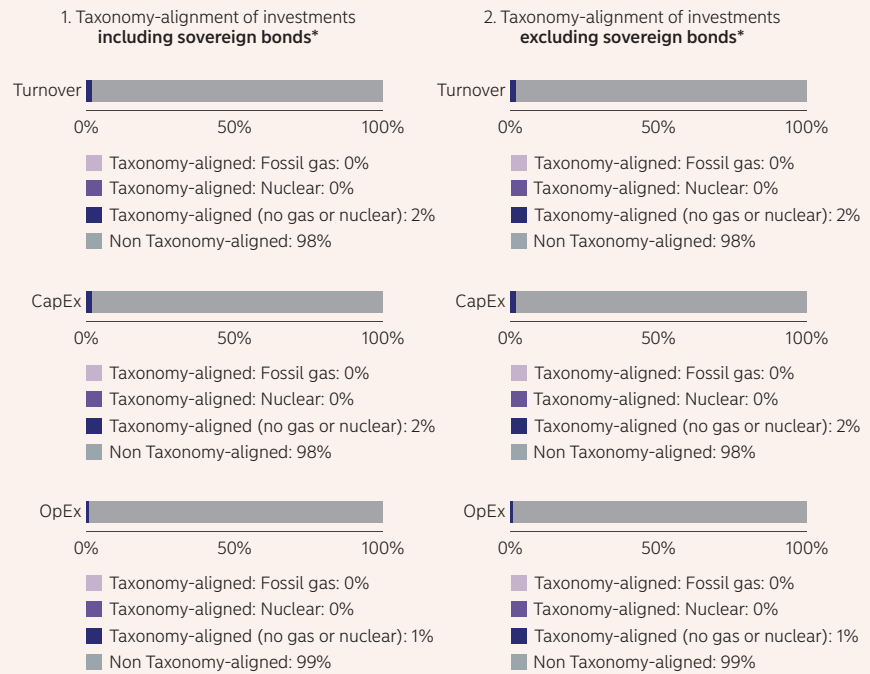 1. Taxonomy-alignment of investments
including sovereign bonds*
Turnover
0% 50% 100%
Taxonomy-aligned: Fossil gas: 0%
Taxonomy-aligned: Nuclear: 0%
Taxonomy-aligned (no gas or nuclear): 2%
Non Taxonomy-aligned: 98%
CapEx
0% 50% 100%
Taxonomy-aligned: Fossil gas: 0%
Taxonomy-aligned: Nuclear: 0%
Taxonomy-aligned (no gas or nuclear): 2%
Non Taxonomy-aligned: 98%
OpEx
0% 50% 100%
Taxonomy-aligned: Fossil gas: 0%
Taxonomy-aligned: Nuclear: 0%
Taxonomy-aligned (no gas or nuclear): 1%
Non Taxonomy-aligned: 99%
2. Taxonomy-alignment of investments
excluding sovereign bonds*
Turnover
0% 50% 100%
Taxonomy-aligned: Fossil gas: 0%
Taxonomy-aligned: Nuclear: 0%
Taxonomy-aligned (no gas or nuclear): 2%
Non Taxonomy-aligned: 98%
CapEx
0% 50% 100%
Taxonomy-aligned: Fossil gas: 0%
Taxonomy-aligned: Nuclear: 0%
Taxonomy-aligned (no gas or nuclear): 2%
Non Taxonomy-aligned: 98%
OpEx
0% 50% 100%
Taxonomy-aligned: Fossil gas: 0%
Taxonomy-aligned: Nuclear: 0%
Taxonomy-aligned (no gas or nuclear): 1%
Non Taxonomy-aligned: 99%